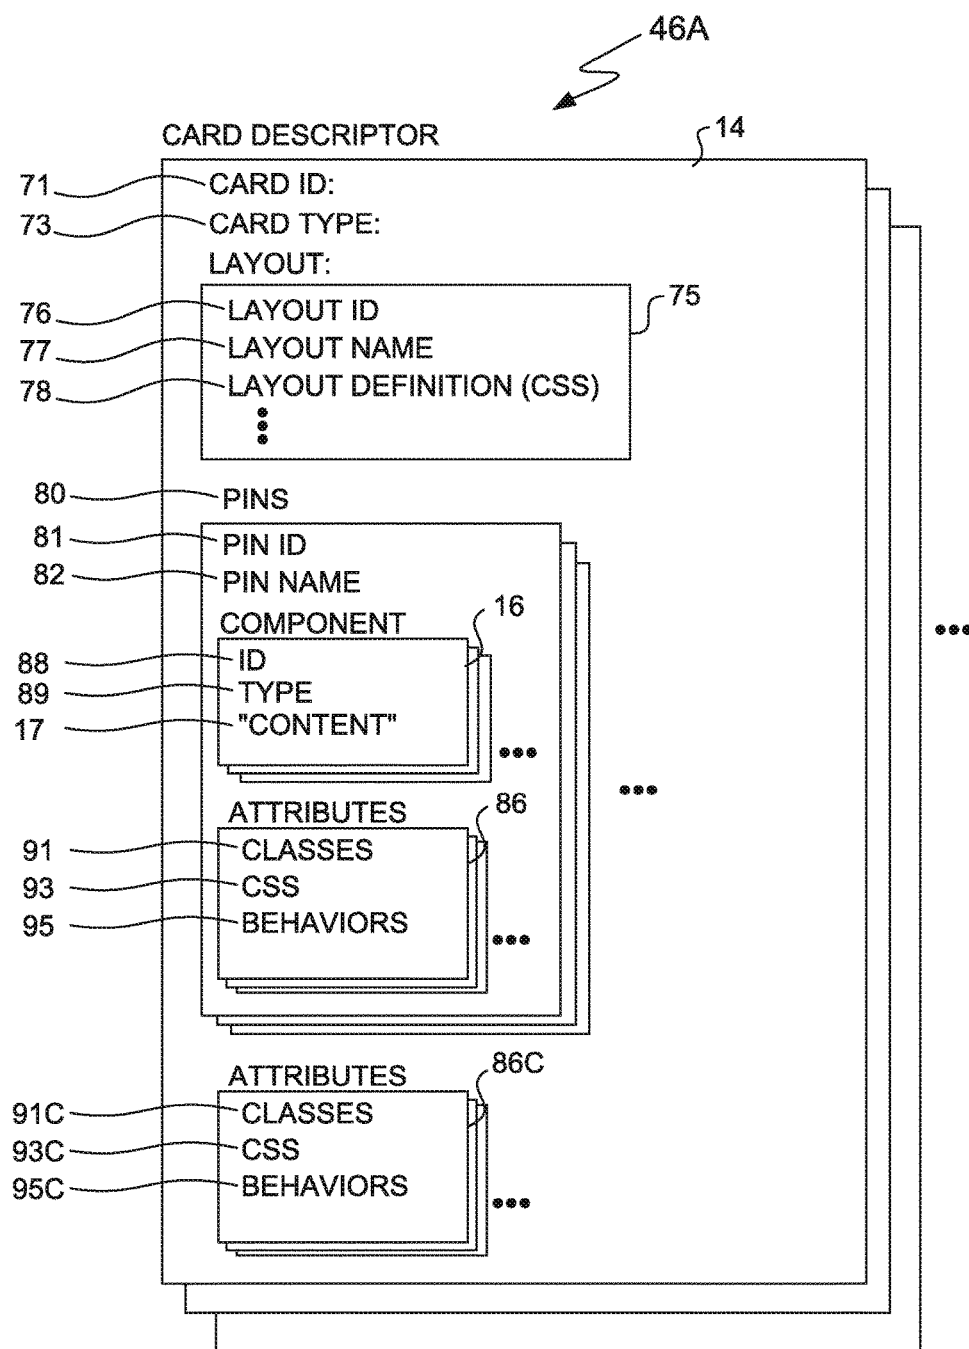 46A
CARD DESCRIPTOR
14
71 CARD ID:
73 CARD TYPE:
LAYOUT:
75
76 LAYOUT ID
77 LAYOUT NAME
78 LAYOUT DEFINITION (CSS)
80 PINS
81 PIN ID
82 PIN NAME
16
COMPONENT
88 ID
89 TYPE
17 "CONTENT"
ATTRIBUTES 86
91 CLASSES
93 CSS
95 BEHAVIORS
ATTRIBUTES 86C
91C CLASSES
93C CSS
95C BEHAVIORS